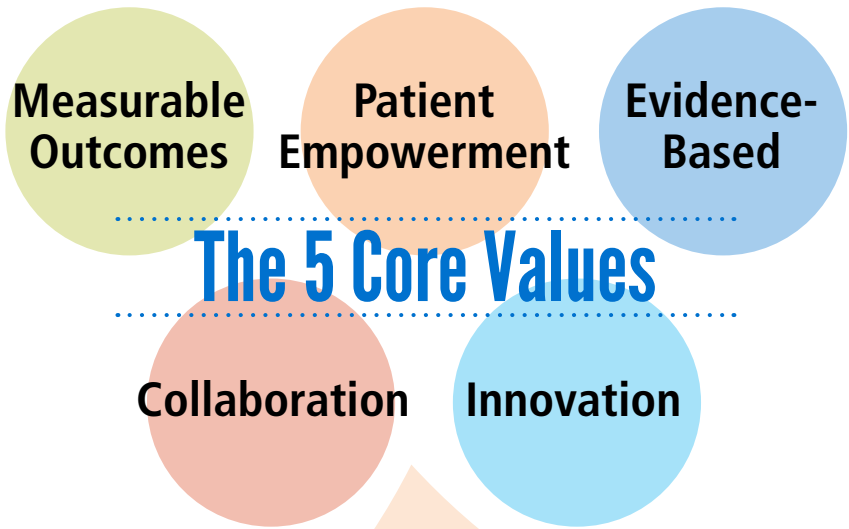 Measurable
Outcomes
Patient
Empowerment
Evidence-
Based
The 5 Core Values
Collaboration
Innovation